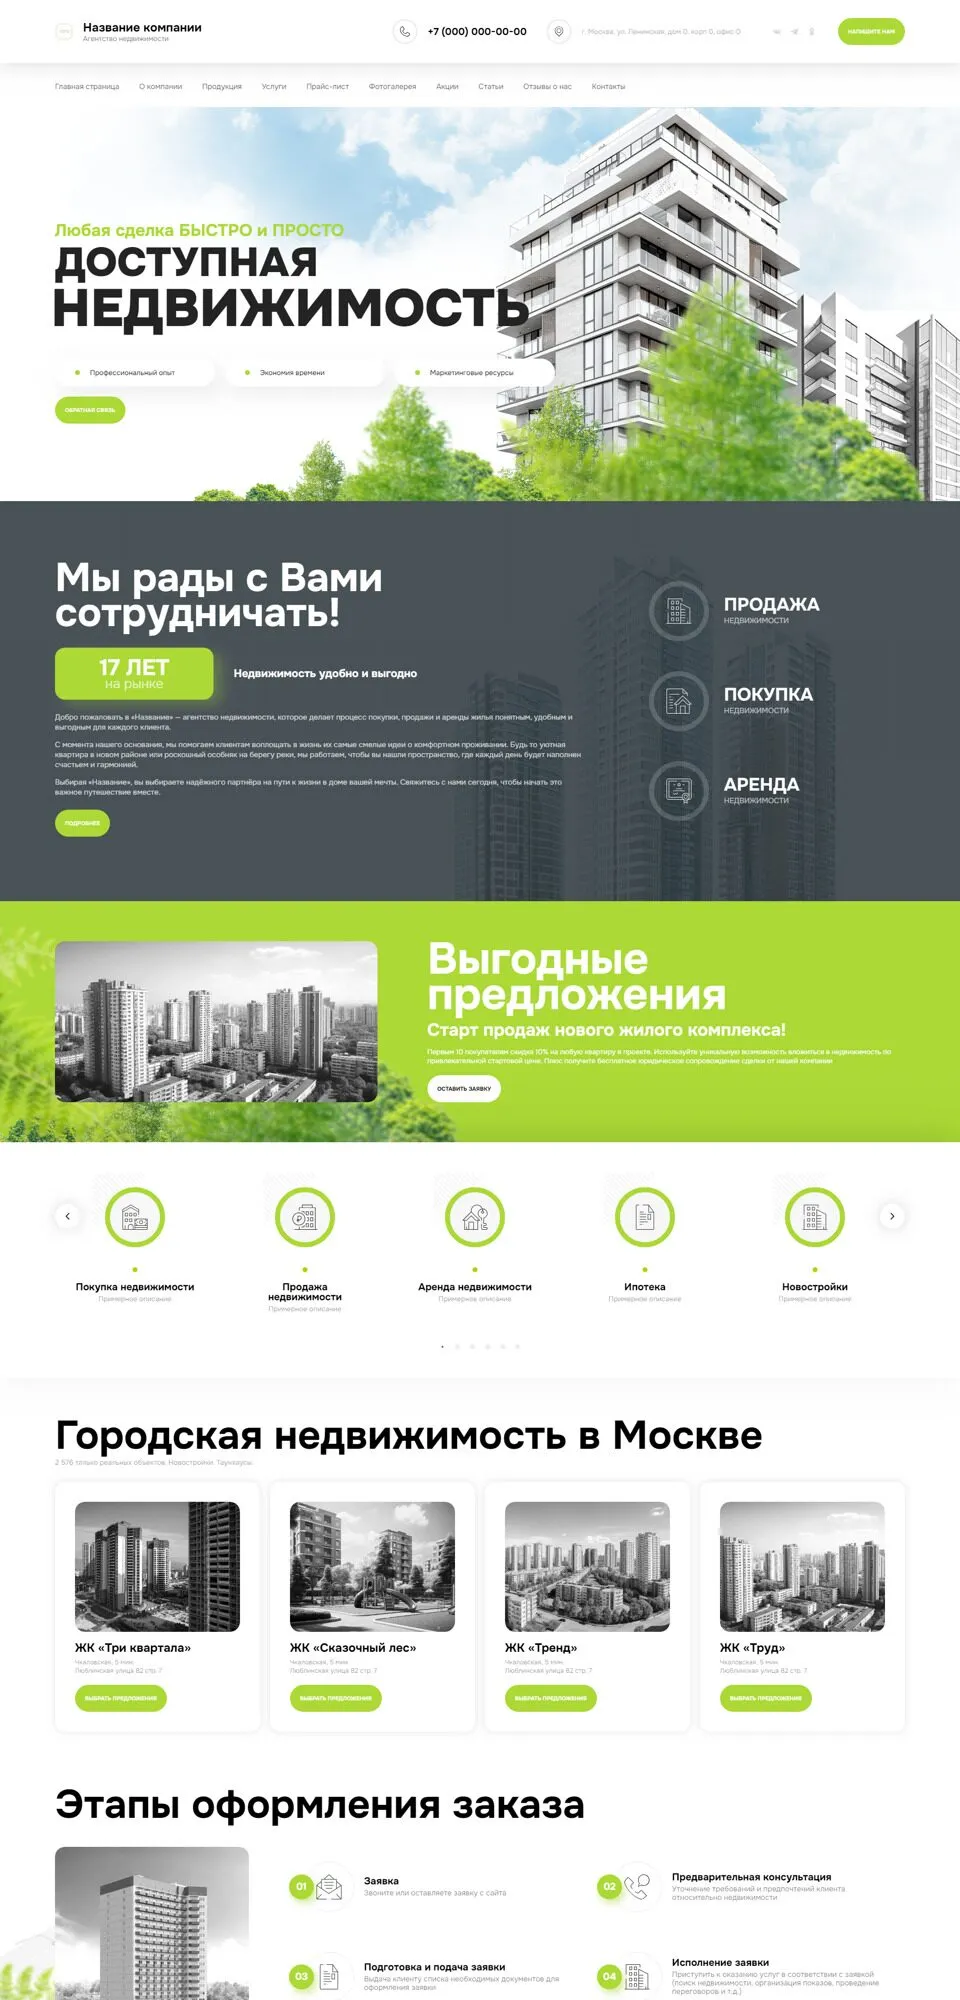 Название компании
Агентство недвижимости
+7 (000) 000-00-00
г. Москва. ул. Ленинская, дом 0. корп 0, офис 0
НАПИШИТЕ НАМ
Главная страница О компании Продукция Услуги Прайс-лист Фотогалерея Акции Статьи Отзывы о нас Контакты
Любая сделка БЫСТРО и ПРОСТО
ДОСТУПНАЯ
НЕДВИЖИМОСТЬ
Профессиональный опыт
Экономия времени
Маркетинговые ресурсы
ОБРАТНАЯ СВЯЗЬ
Мы рады с Вами
сотрудничать!
17 ЛЕТ
на рынке
Недвижимость удобно и выгодно
Добро пожаловать в «Название» — агентство недвижимости, которое делает процесс покупки, продажи и аренды жилья понятным, удобным и
выгодным для каждого клиента.
С момента нашего основания, мы помогаем клиентам воплощать в жизнь их самые смелые идеи о комфортном проживании. Будь то уютная
квартира в новом районе или роскошный особняк на берегу реки, мы работаем, чтобы вы нашли пространство, где каждый день будет наполнен
счастьем и гармонией.
Выбирая «Название», вы выбираете надёжного партнёра на пути к жизни в доме вашей мечты. Свяжитесь с нами сегодня, чтобы начать это
важное путешествие вместе.
ПОДРОБНЕЕ
ПРОДАЖА
НЕДВИЖИМОСТИ
ПОКУПКА
НЕДВИЖИМОСТИ
АРЕНДА
НЕДВИЖИМОСТИ
Выгодные
предложения
Старт продаж нового жилого комплекса!
Первым 10 покупателям скидка 10% на любую квартиру в проекте. Используйте уникальную возможность вложиться в недвижимость по
привлекательной стартовой цене. Плюс получите бесплатное юридическое сопровождение сделки от нашей компании
ОСТАВИТЬ ЗАЯВКУ
Покупка недвижимости
Примерное описание
Продажа
недвижимости
Примерное описание
Аренда недвижимости
Примерное описание
Ипотека
Примерное описание
Новостройки
Примерное описание
Городская недвижимость в Москве
2 576 только реальных объектов. Новостройки. Таунхаусы.
ЖК «Три квартала»
Чкаловская, 5 мин
Люблинская улица 82 стр. 7
ВЫБРАТЬ ПРЕДЛОЖЕНИЯ
ЖК «Сказочный лес»
Чкаловская, 5 мин
Люблинская улица 82 стр. 7
ВЫБРАТЬ ПРЕДЛОЖЕНИЯ
ЖК «Тренд»
Чкаловская, 5 мин
Люблинская улица 82 стр. 7
ВЫБРАТЬ ПРЕДЛОЖЕНИЯ
ЖК «Труд»
Чкаловская, 5 мин
Люблинская улица 82 стр. 7
ВЫБРАТЬ ПРЕДЛОЖЕНИЯ
Этапы оформления заказа
01
Заявка
Звоните или оставляете заявку с сайта
02
Предварительная консультация
Уточнение требований и предпочтений клиента
относительно недвижимости
03
Подготовка и подача заявки
Выдача клиенту списка необходимых документов для
оформления заявки
04
Исполнение заявки
Приступить к оказанию услуг в соответствии с заявкой
(поиск недвижимости, организация показов, проведение
переговоров и т.д.)